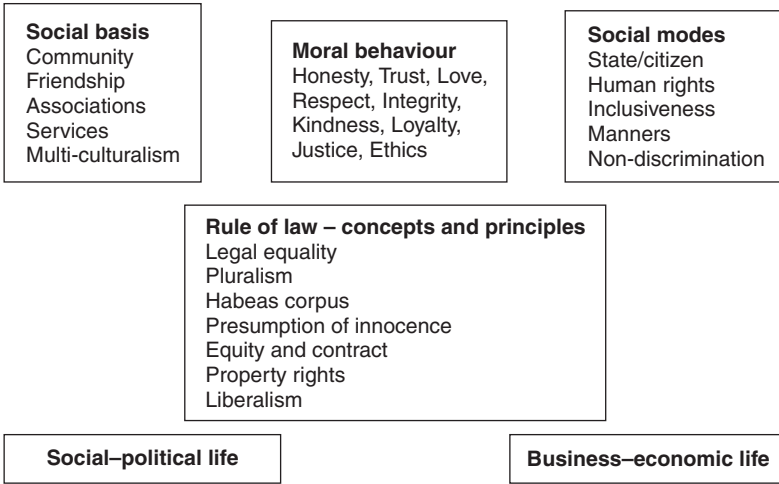 Social basis
Community
Friendship
Associations
Services
Multi-culturalism
Moral behaviour
Honesty, Trust, Love,
Respect, Integrity,
Kindness, Loyalty,
Justice, Ethics
Social modes
State/citizen
Human rights
Inclusiveness
Manners
Non-discrimination
Rule of law – concepts and principles
Legal equality
Pluralism
Habeas corpus
Presumption of innocence
Equity and contract
Property rights
Liberalism
Social–political life
Business–economic life